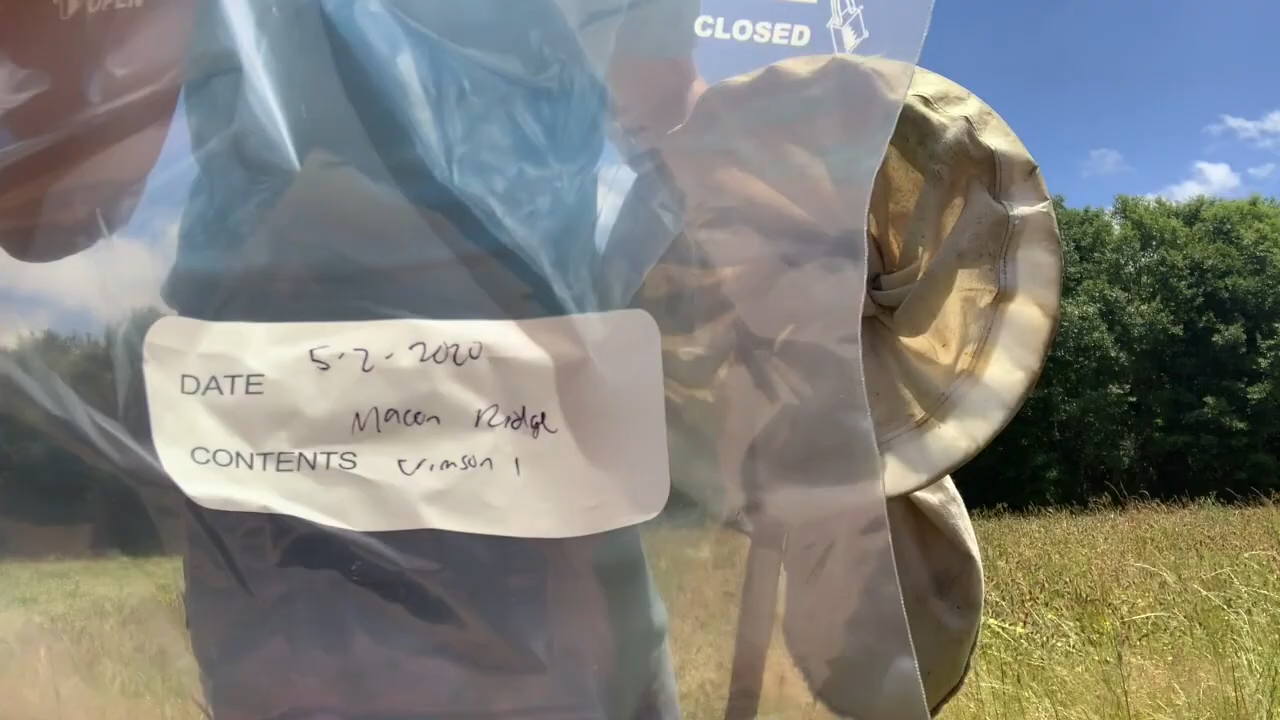 OPEN
CLOSED
5-2-2020
DATE
Macon Ridge
CONTENTS Crimson 1